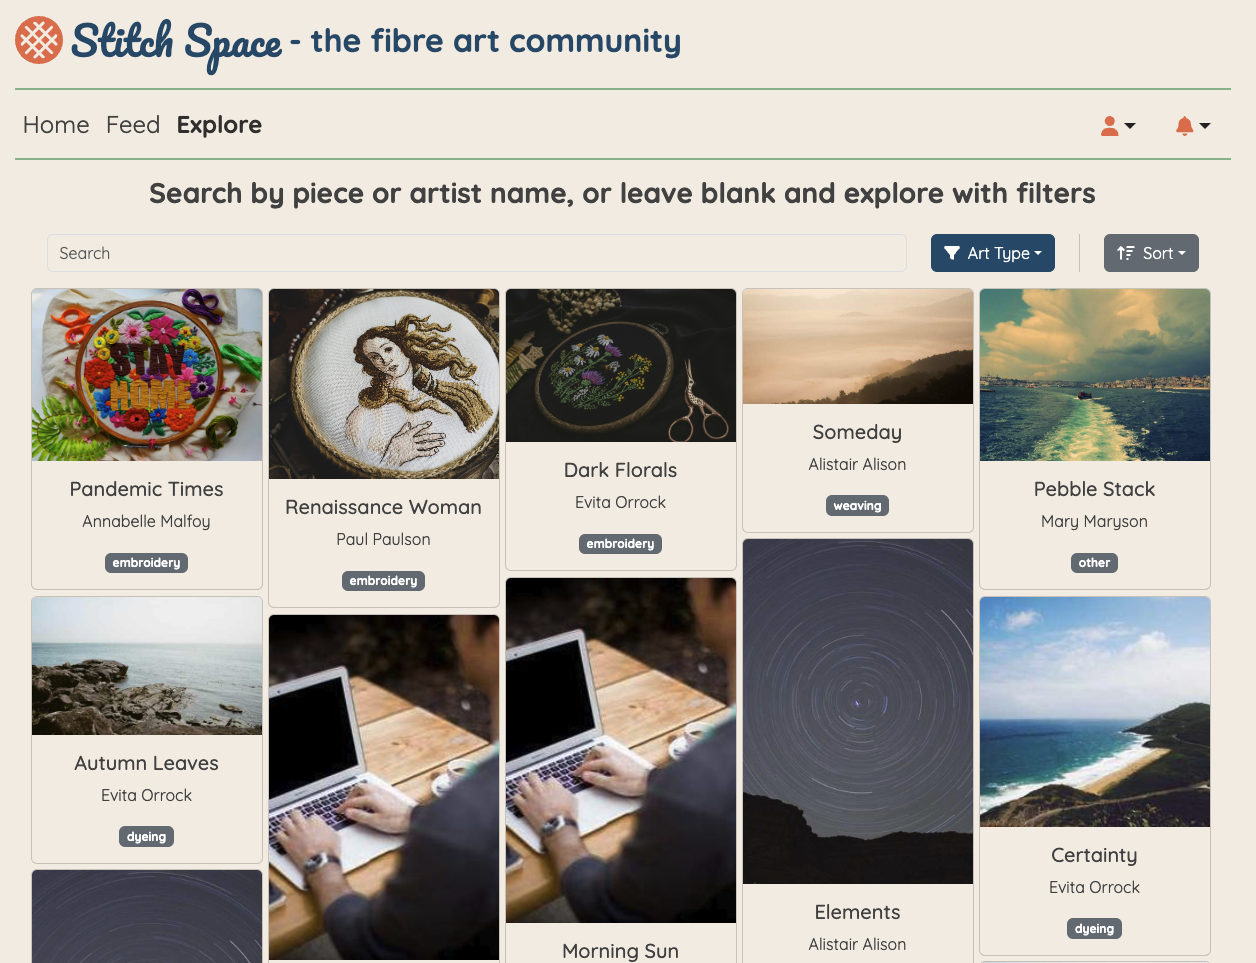 Stitch Space - the fibre art community
Home Feed Explore
Search by piece or artist name, or leave blank and explore with filters
Search
Art Type
Sort
STAY
HOME
Pandemic Times
Annabelle Malfoy
embroidery
Renaissance Woman
Paul Paulson
embroidery
Dark Florals
Evita Orrock
embroidery
Someday
Alistair Alison
weaving
Pebble Stack
Mary Maryson
other
Autumn Leaves
Evita Orrock
dyeing
Morning Sun
Elements
Alistair Alison
Certainty
Evita Orrock
dyeing